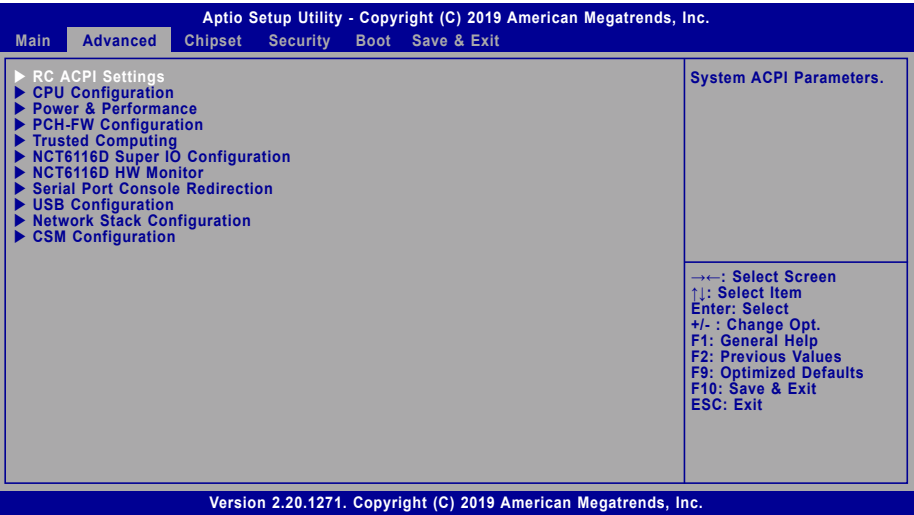 Aptio Setup Utility - Copyright (C) 2019 American Megatrends, Inc.
Main Advanced Chipset Security Boot Save & Exit
▶ RC ACPI Settings
▶ CPU Configuration
▶ Power & Performance
▶ PCH-FW Configuration
▶ Trusted Computing
▶ NCT6116D Super IO Configuration
▶ NCT6116D HW Monitor
▶ Serial Port Console Redirection
▶ USB Configuration
▶ Network Stack Configuration
▶ CSM Configuration
System ACPI Parameters.
→←: Select Screen
↑↓: Select Item
Enter: Select
+/- : Change Opt.
F1: General Help
F2: Previous Values
F9: Optimized Defaults
F10: Save & Exit
ESC: Exit
Version 2.20.1271. Copyright (C) 2019 American Megatrends, Inc.